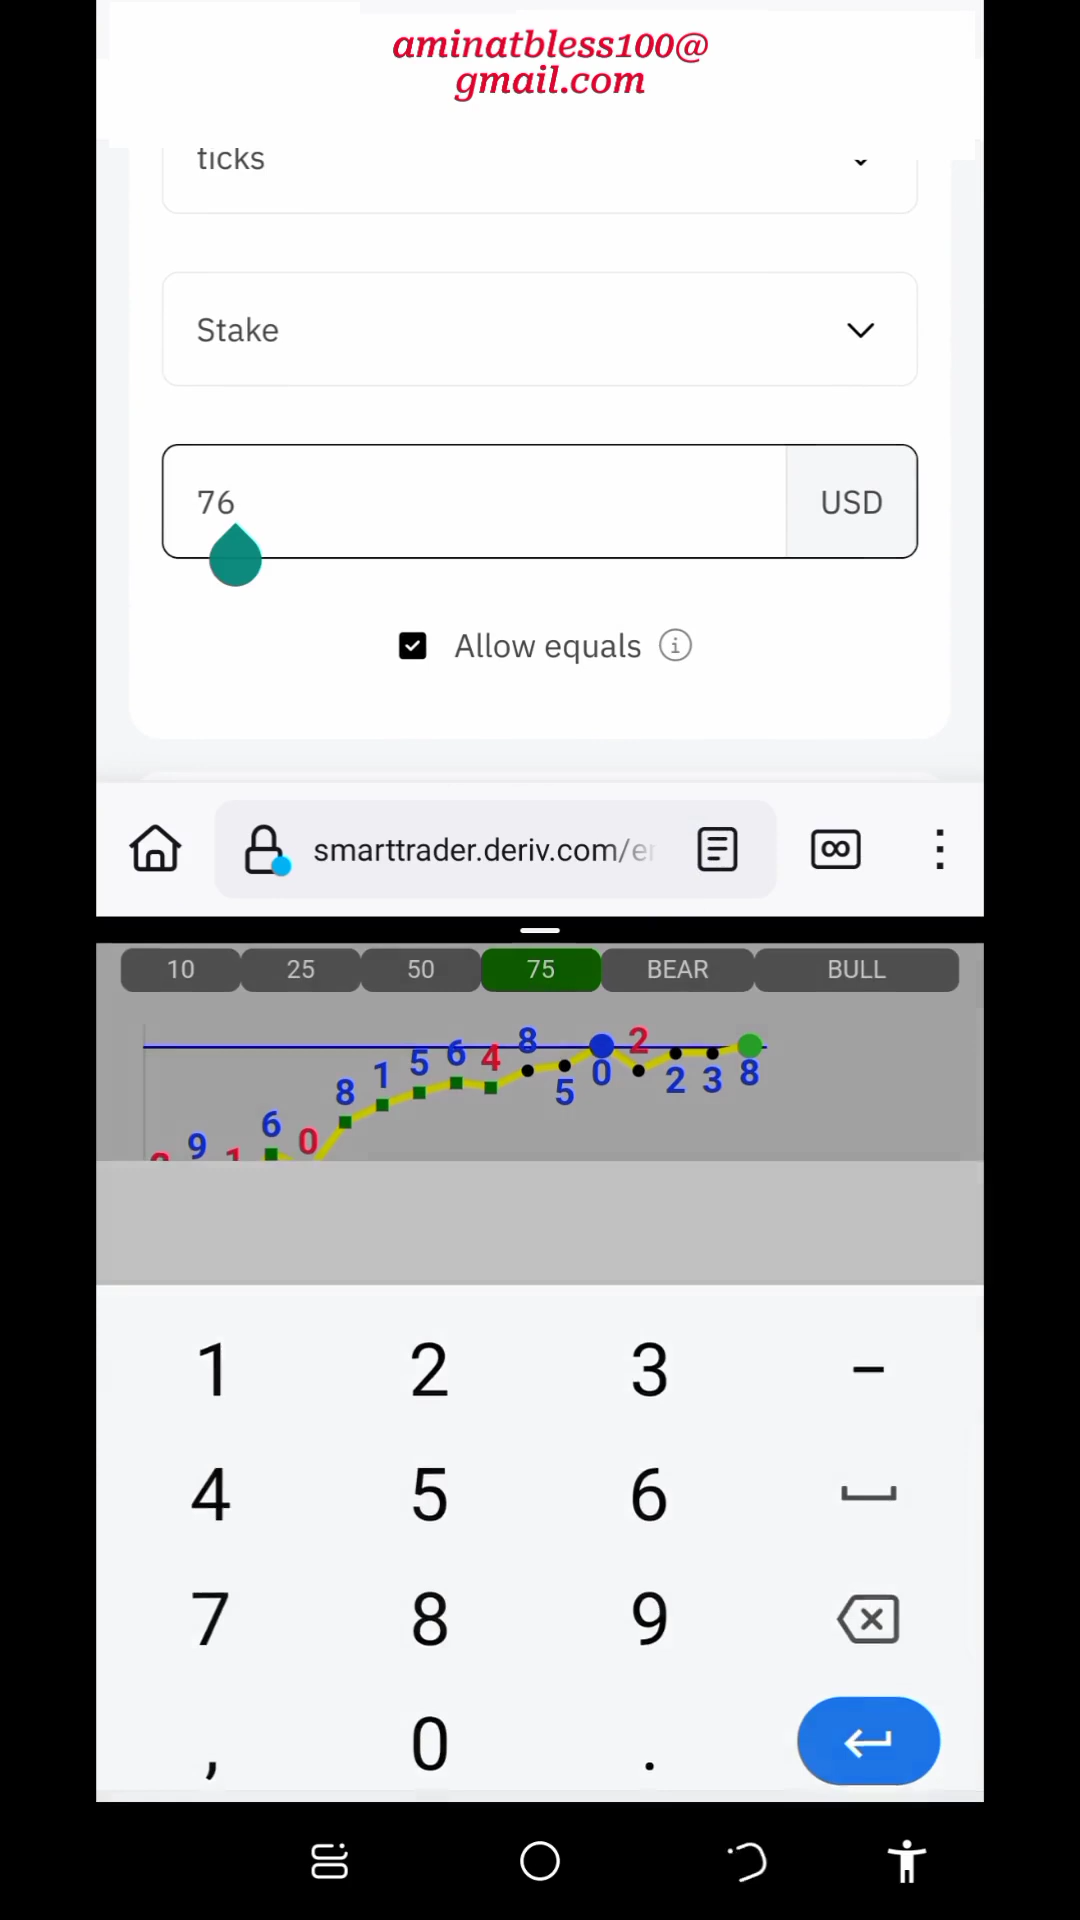 aminatbless100@
gmail.com
ticks
Stake
76 USD
Allow equals
smarttrader.deriv.com/
10 25 50 75 BEAR BULL
9 6 0 8 1 5 6 4 8 5 0 2 2 3 8
1 2 3 -
4 5 6
7 8 9
, 0 .